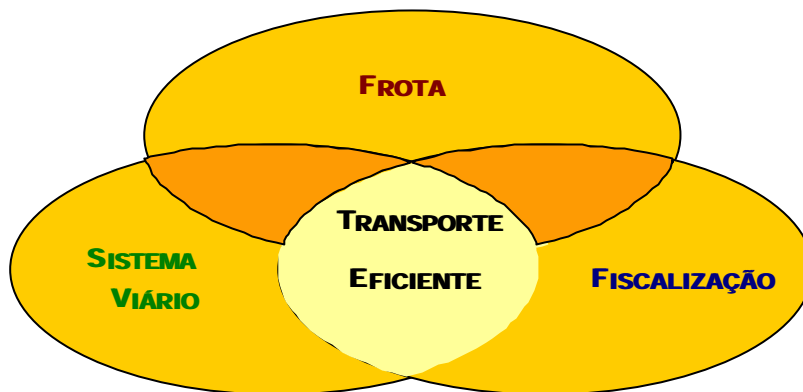 FROTA
TRANSPORTE
EFICIENTE
SISTEMA
VIÁRIO
FISCALIZAÇÃO